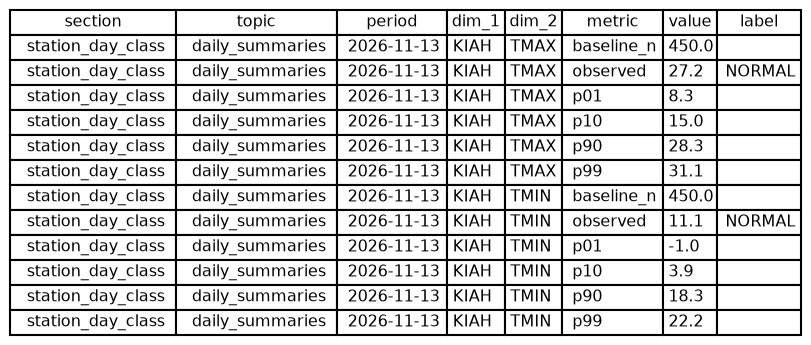 section topic period dim_1 dim_2 metric value label
station_day_class daily_summaries 2026-11-13 KIAH TMAX baseline_n 450.0
station_day_class daily_summaries 2026-11-13 KIAH TMAX observed 27.2 NORMAL
station_day_class daily_summaries 2026-11-13 KIAH TMAX p01 8.3
station_day_class daily_summaries 2026-11-13 KIAH TMAX p10 15.0
station_day_class daily_summaries 2026-11-13 KIAH TMAX p90 28.3
station_day_class daily_summaries 2026-11-13 KIAH TMAX p99 31.1
station_day_class daily_summaries 2026-11-13 KIAH TMIN baseline_n 450.0
station_day_class daily_summaries 2026-11-13 KIAH TMIN observed 11.1 NORMAL
station_day_class daily_summaries 2026-11-13 KIAH TMIN p01 -1.0
station_day_class daily_summaries 2026-11-13 KIAH TMIN p10 3.9
station_day_class daily_summaries 2026-11-13 KIAH TMIN p90 18.3
station_day_class daily_summaries 2026-11-13 KIAH TMIN p99 22.2